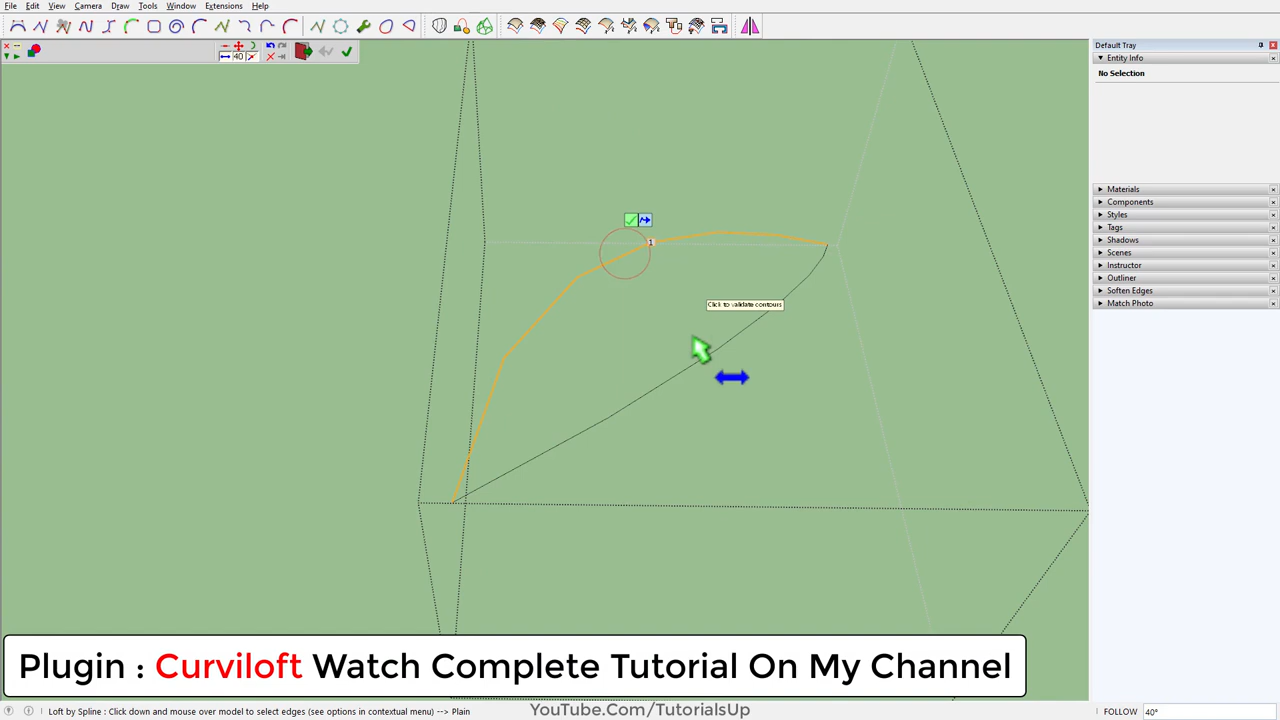 File Edit View Camera Draw Tools Window Extensions Help
40
Default Tray
Entity Info
No Selection
1
Click to validate contours
Materials
Components
Styles
Tags
Shadows
Scenes
Instructor
Outliner
Soften Edges
Match Photo
Plugin : Curviloft Watch Complete Tutorial On My Channel
Loft by Spline : Click down and mouse over model to select edges (see options in contextual menu) --> Plain
YouTube.Com/TutorialsUp
FOLLOW 40°